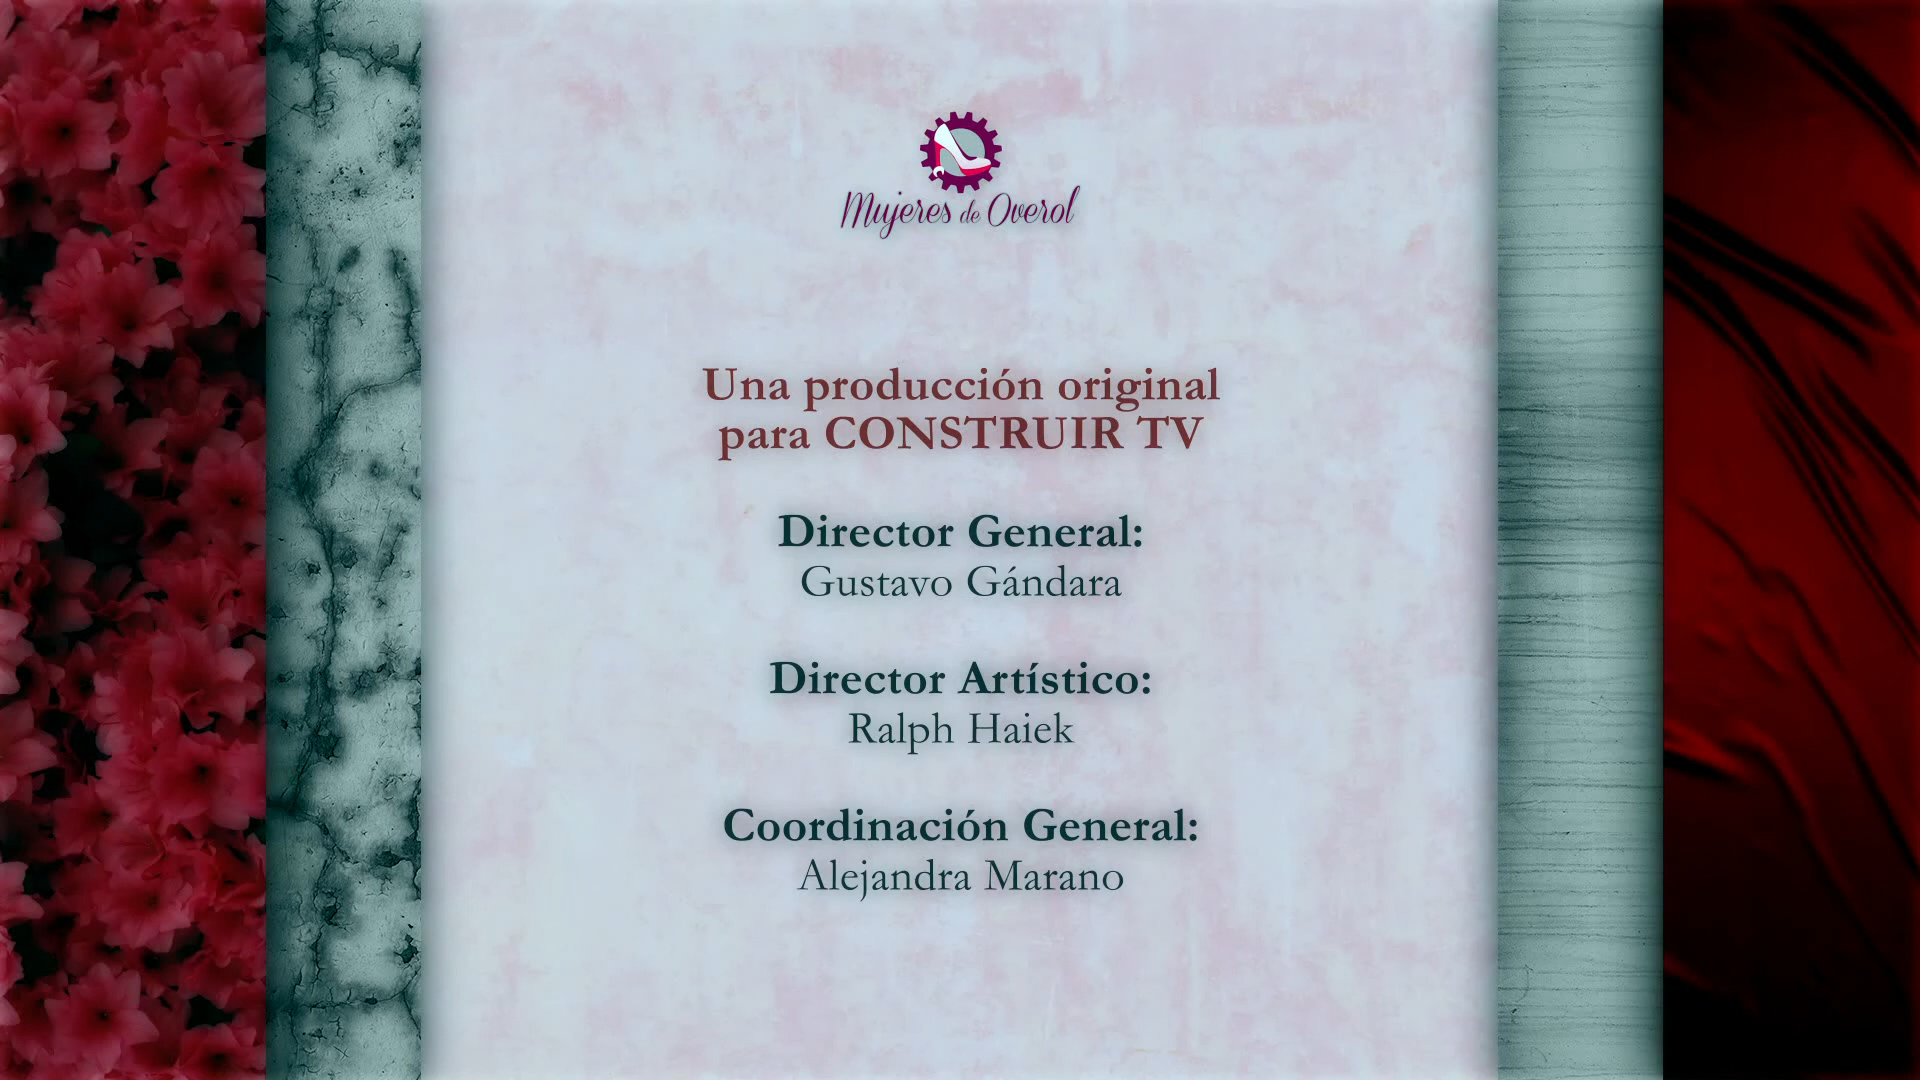 Mujeres de Overol
Una producción original
para CONSTRUIR TV
Director General:
Gustavo Gándara
Director Artístico:
Ralph Haiek
Coordinación General:
Alejandra Marano